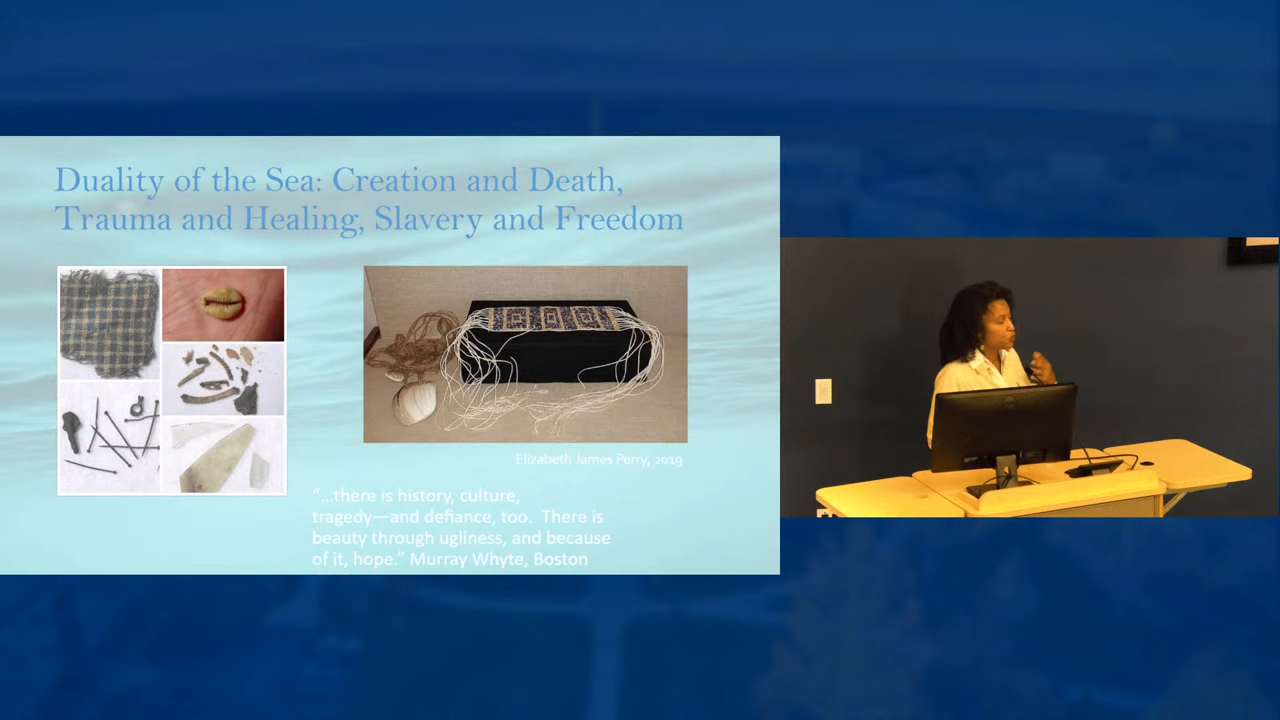 Duality of the Sea: Creation and Death,
Trauma and Healing, Slavery and Freedom
Elizabeth James Perry, 2019
“…there is history, culture,
tragedy—and defiance, too.  There is
beauty through ugliness, and because
of it, hope.” Murray Whyte, Boston